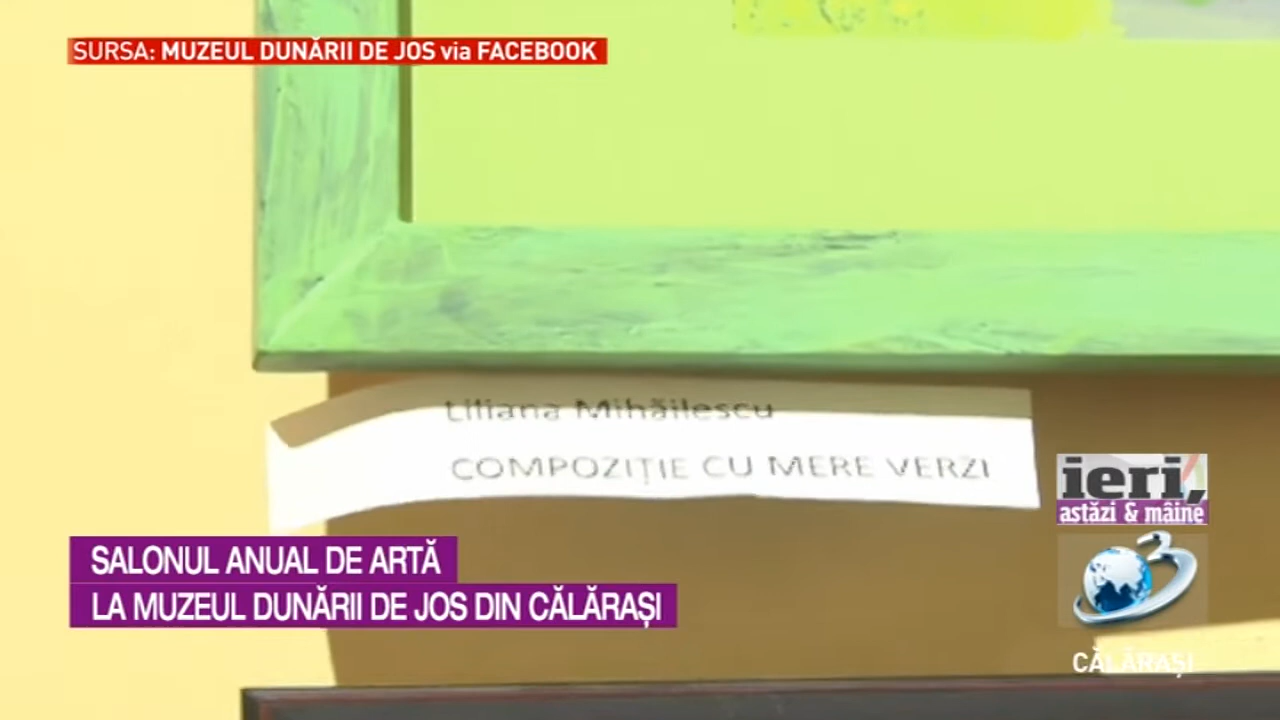 SURSA: MUZEUL DUNĂRII DE JOS via FACEBOOK
Liliana Mihăilescu
COMPOZIȚIE CU MERE VERZI
ieri,
astăzi & mâine
SALONUL ANUAL DE ARTĂ
LA MUZEUL DUNĂRII DE JOS DIN CĂLĂRAȘI
3
CĂLĂRAȘI